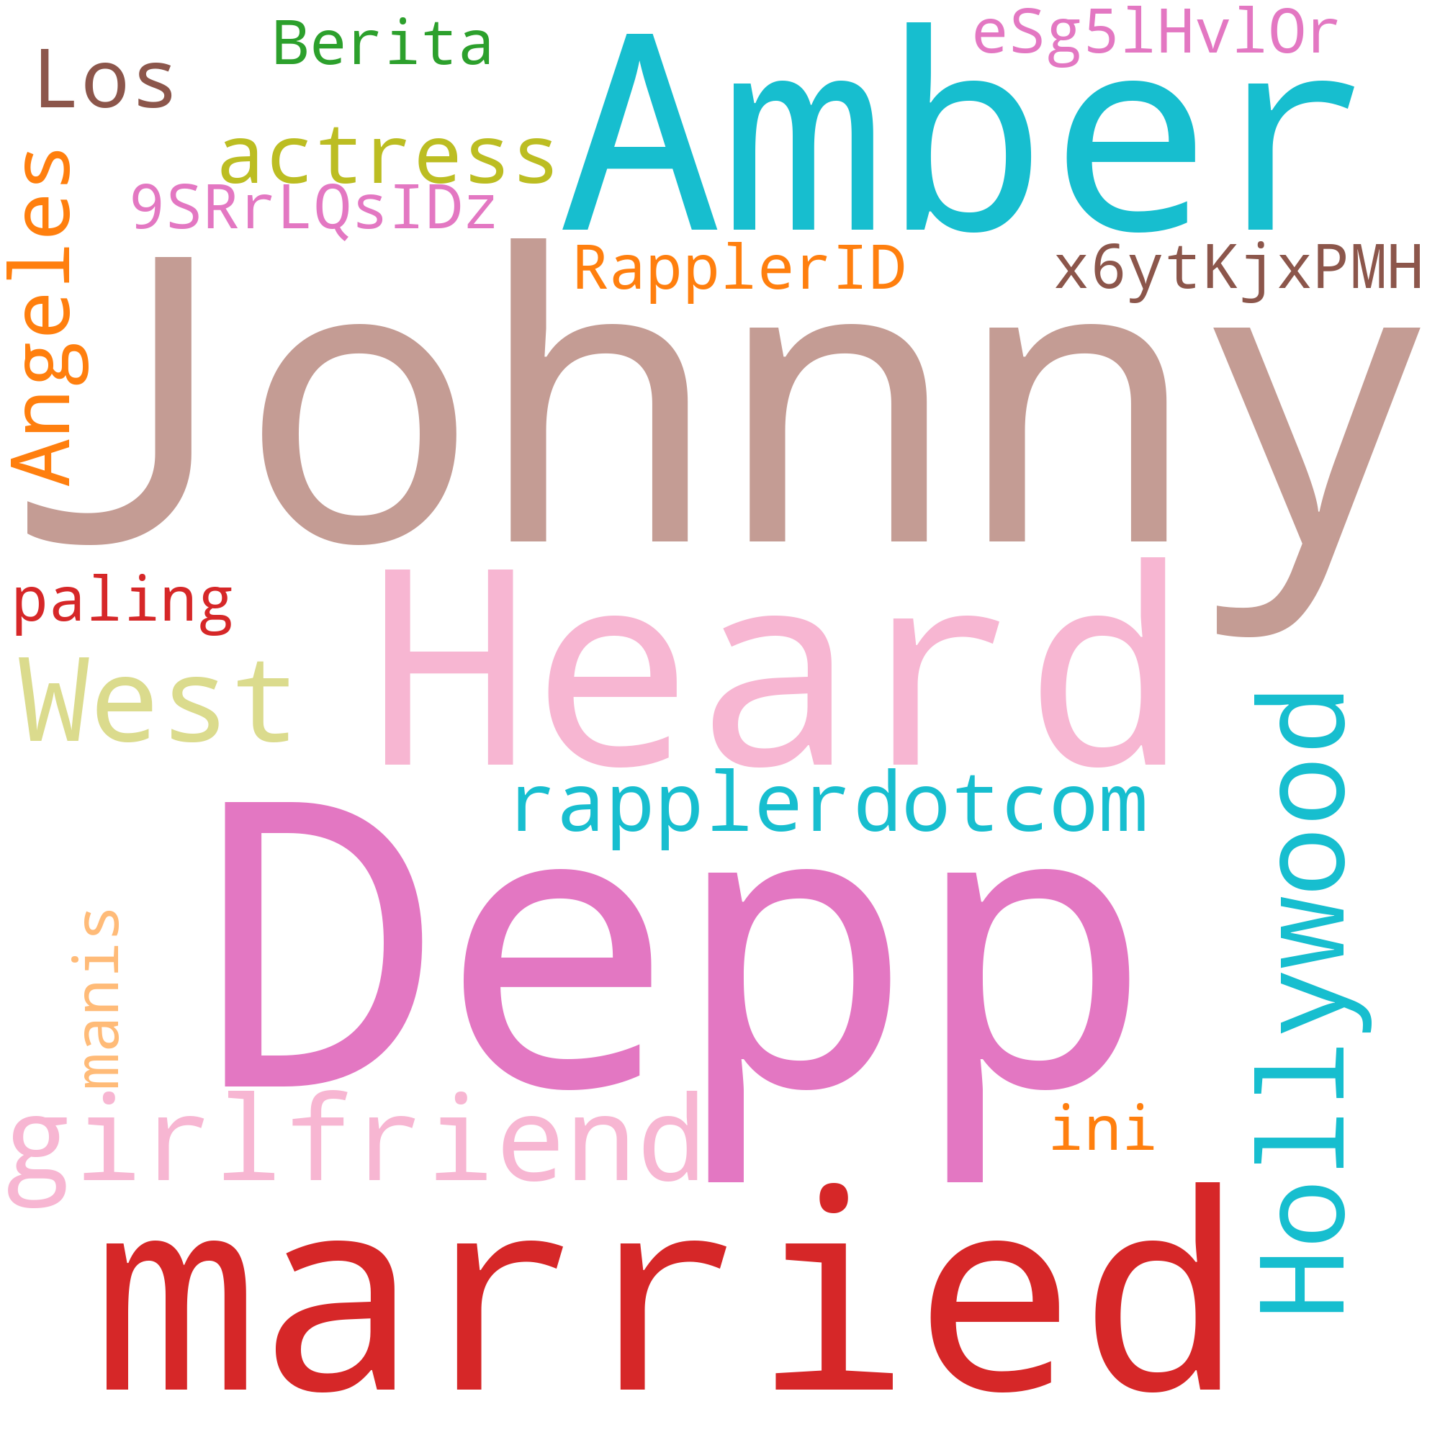 Berita
eSg5lHvlOr
Los
Amber
actress
9SRrLQsIDz
Angeles
RapplerID
x6ytKjxPMH
Johnny
paling
Heard
West
rapplerdotcom
Hollywood
Depp
manis
girlfriend
ini
married